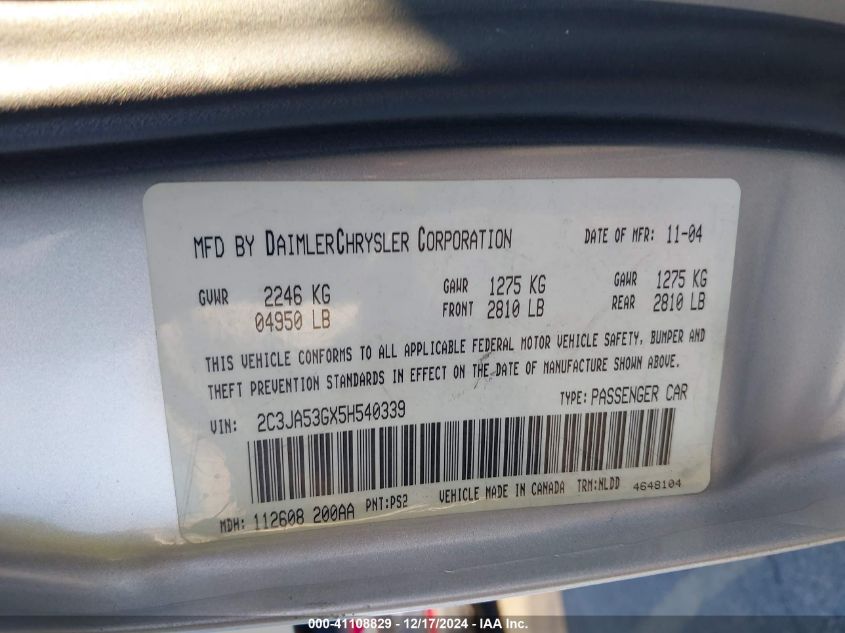 MFD BY DAIMLERCHRYSLER CORPORATION DATE OF MFR: 11-04
GVWR 2246 KG GAWR 1275 KG GAWR 1275 KG
04950 LB FRONT 2810 LB REAR 2810 LB
THIS VEHICLE CONFORMS TO ALL APPLICABLE FEDERAL MOTOR VEHICLE SAFETY, BUMPER AND
THEFT PREVENTION STANDARDS IN EFFECT ON THE DATE OF MANUFACTURE SHOWN ABOVE.
VIN: 2C3JA53GX5H540339 TYPE: PASSENGER CAR
MDH: 112608 200AA PNT:PS2 VEHICLE MADE IN CANADA TRM:NLDD 4648104
000-41108829 - 12/17/2024 - IAA Inc.